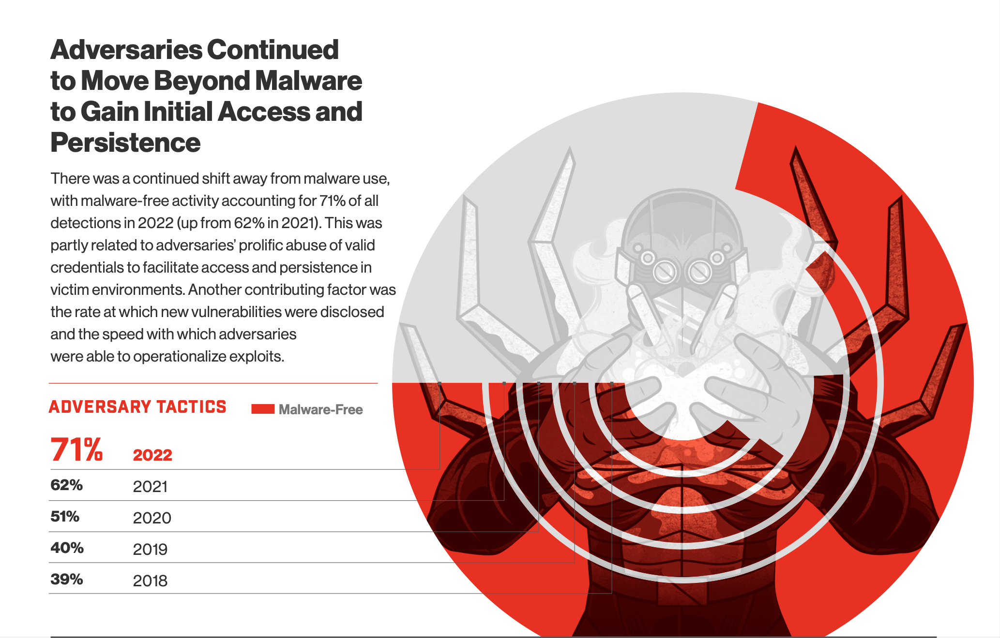 Adversaries Continued
to Move Beyond Malware
to Gain Initial Access and
Persistence
There was a continued shift away from malware use,
with malware-free activity accounting for 71% of all
detections in 2022 (up from 62% in 2021). This was
partly related to adversaries’ prolific abuse of valid
credentials to facilitate access and persistence in
victim environments. Another contributing factor was
the rate at which new vulnerabilities were disclosed
and the speed with which adversaries
were able to operationalize exploits.
ADVERSARY TACTICS Malware-Free
71% 2022
62% 2021
51% 2020
40% 2019
39% 2018